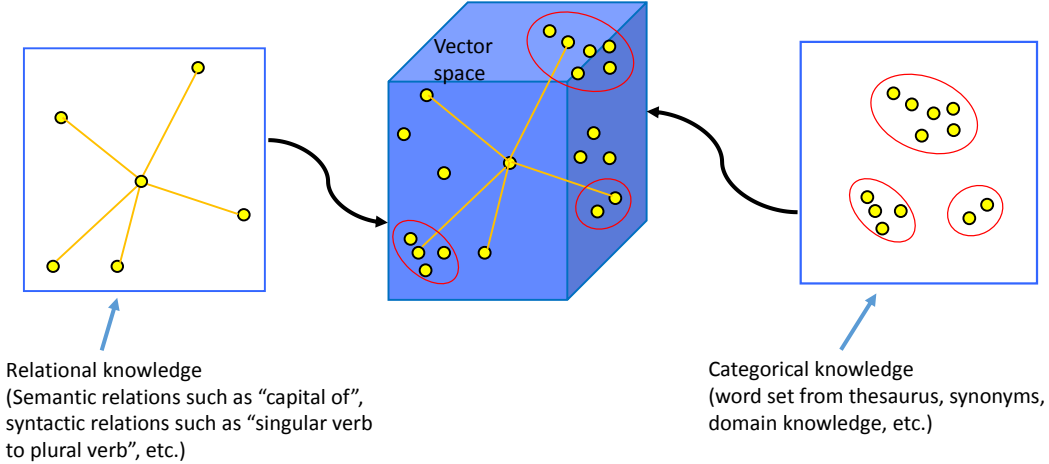 Vector
space
Relational knowledge
(Semantic relations such as “capital of”,
syntactic relations such as “singular verb
to plural verb”, etc.)
Categorical knowledge
(word set from thesaurus, synonyms,
domain knowledge, etc.)